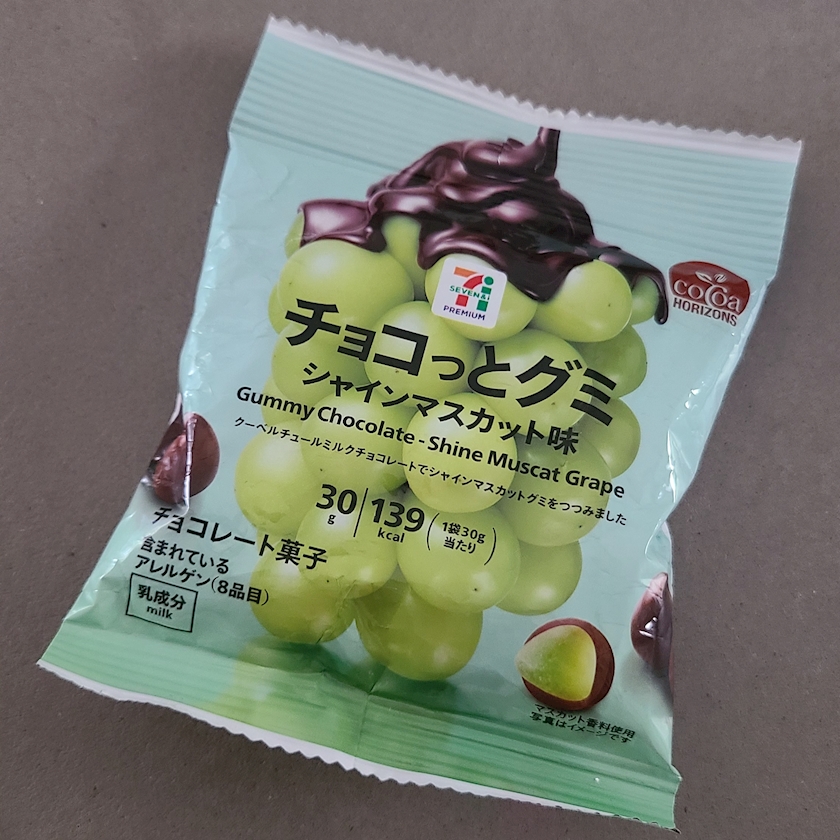 SEVEN&i
PREMIUM
cocoa
HORIZONS
チョコっとグミ
シャインマスカット味
Gummy Chocolate - Shine Muscat Grape
クーベルチュールミルクチョコレートでシャインマスカットグミをつつみました
30g 139kcal (1袋30g当たり)
チョコレート菓子
含まれている
アレルゲン(8品目)
乳成分
milk
マスカット香料使用
写真はイメージです